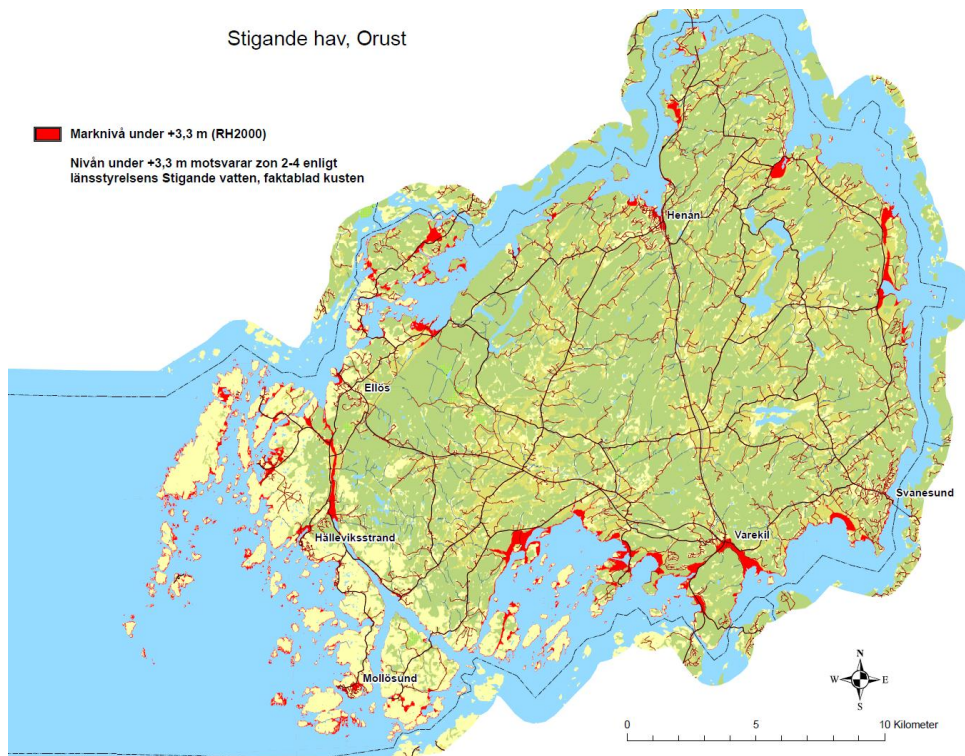 Stigande hav, Orust
Marknivå under +3,3 m (RH2000)
Nivån under +3,3 m motsvarar zon 2-4 enligt
länsstyrelsens Stigande vatten, faktablad kusten
Henån
Ellös
Svanesund
Varekil
Hälleviksstrand
Mollösund
N
W E
S
0 5 10 Kilometer